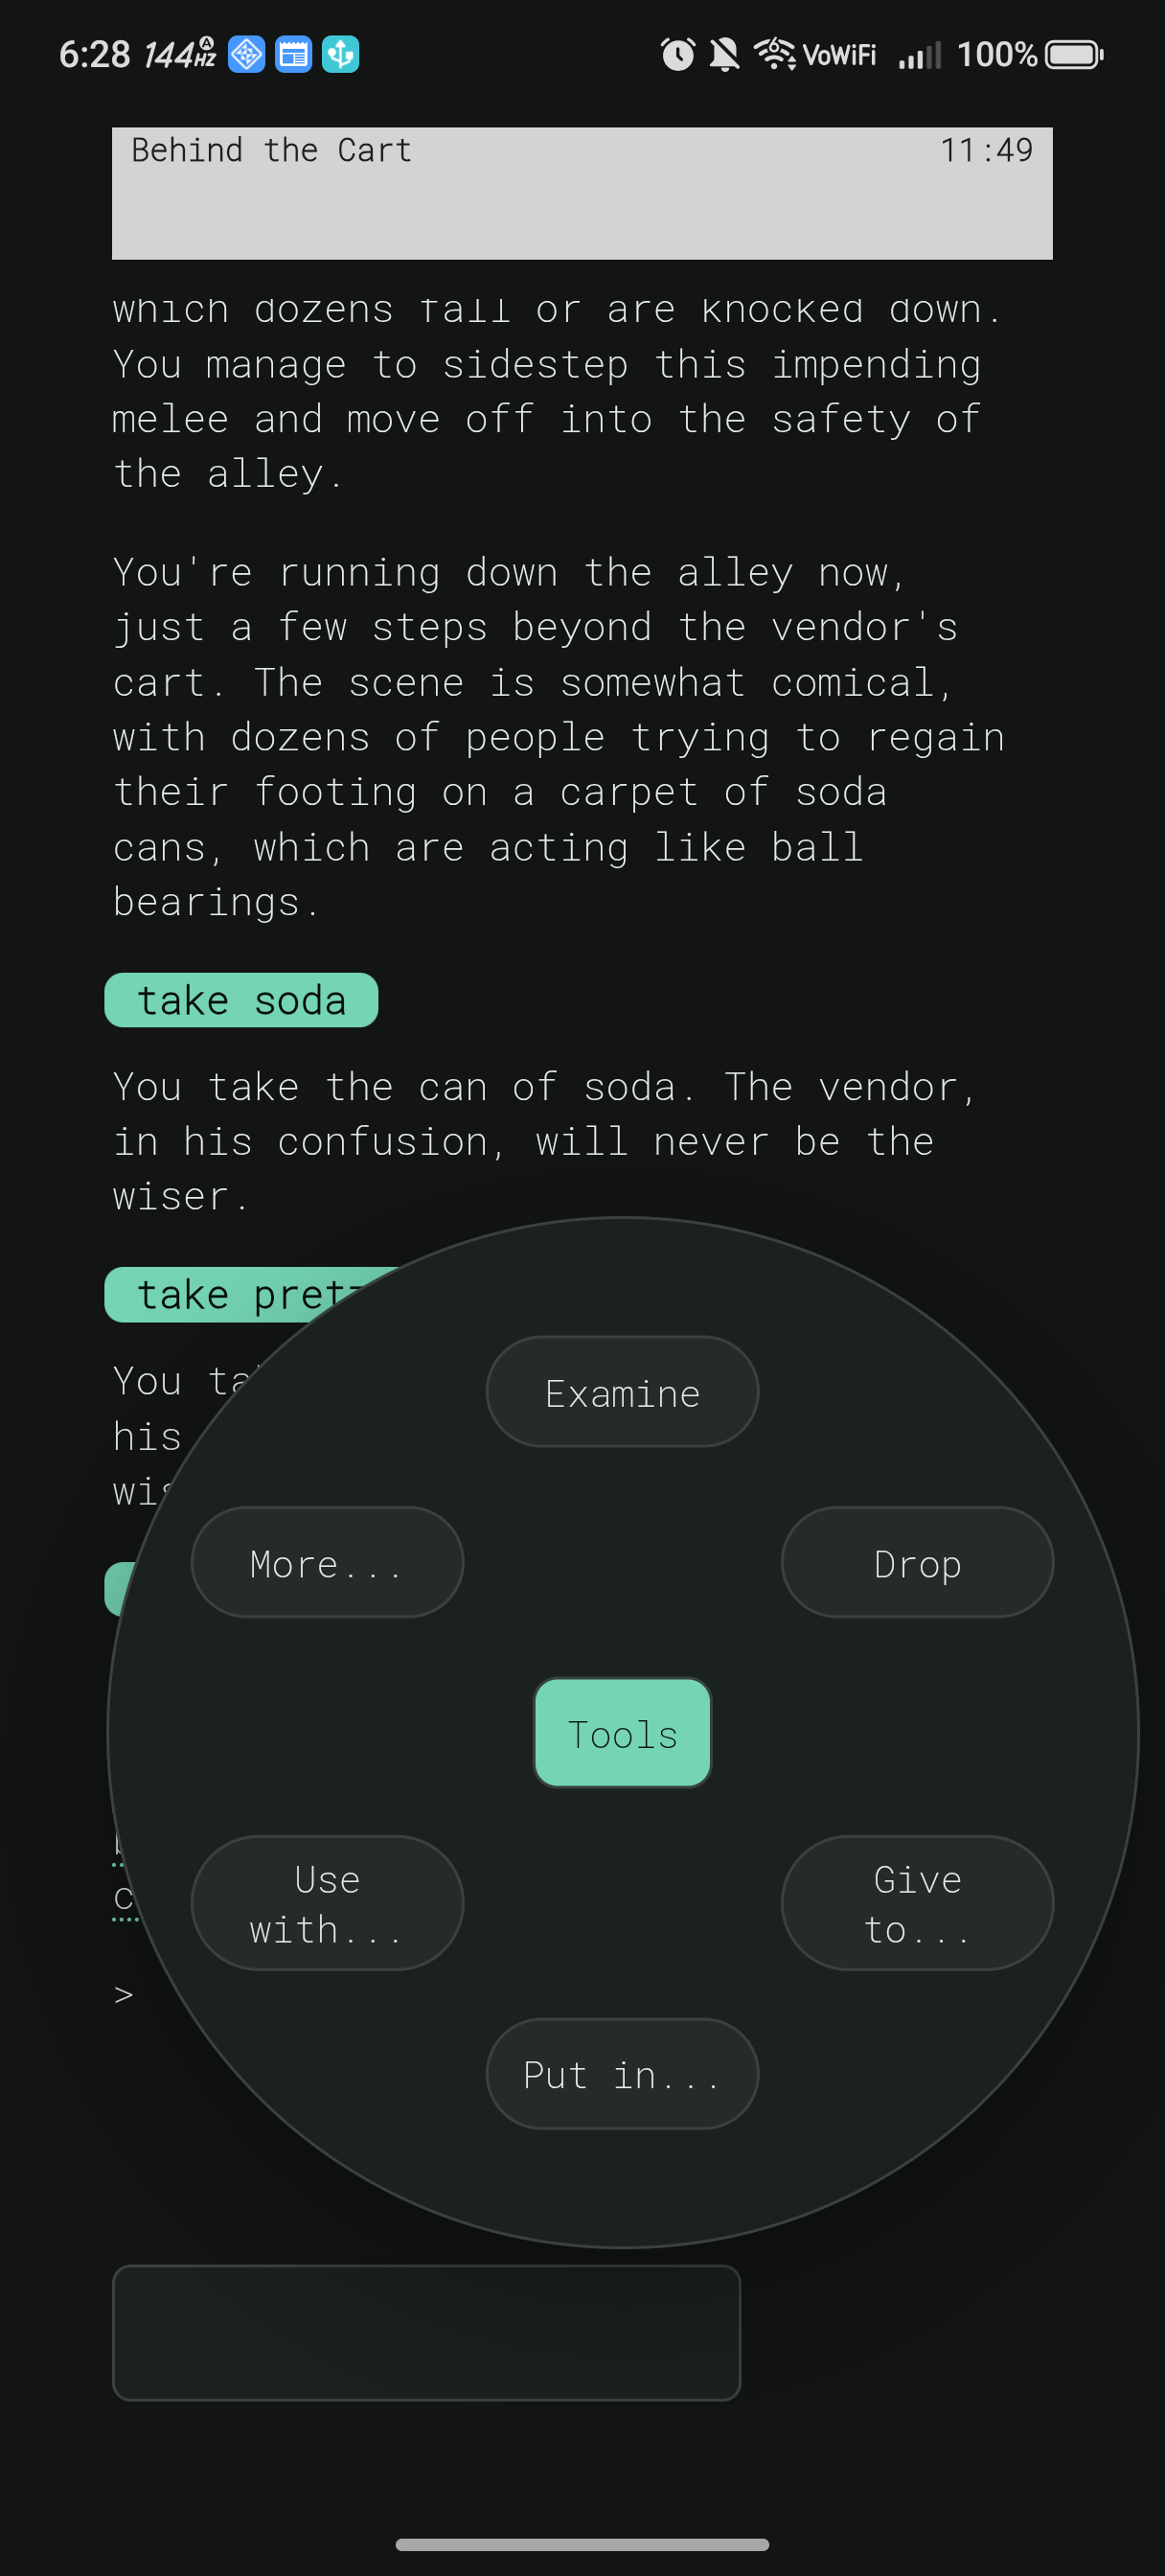 6:28 144HZ A 6 VoWiFi 100%
Behind the Cart 11:49
which dozens fall or are knocked down.
You manage to sidestep this impending
melee and move off into the safety of
the alley.
You're running down the alley now,
just a few steps beyond the vendor's
cart. The scene is somewhat comical,
with dozens of people trying to regain
their footing on a carpet of soda
cans, which are acting like ball
bearings.
take soda
You take the can of soda. The vendor,
in his confusion, will never be the
wiser.
take
You
his
Examine
More...
Drop
Tools
Use
with...
Give
to...
c
>
Put in...